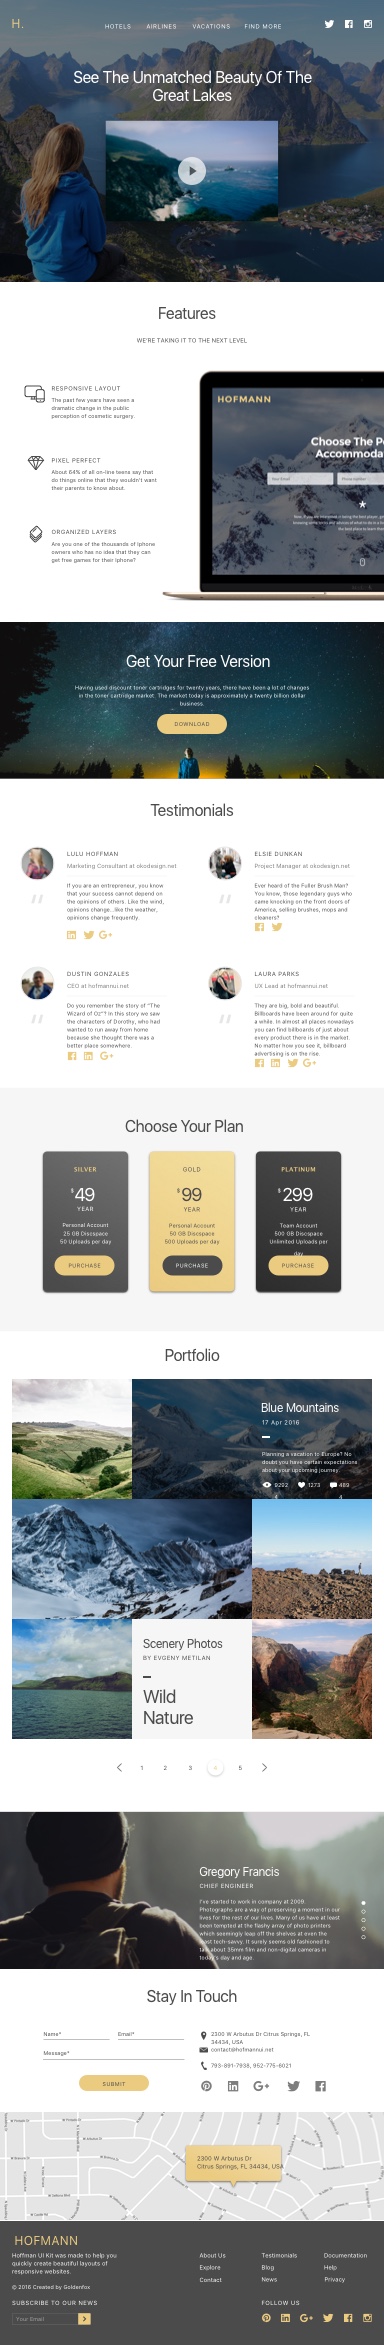 H.
HOTELS AIRLINES VACATIONS FIND MORE
See The Unmatched Beauty Of The
Great Lakes
Features
WE'RE TAKING IT TO THE NEXT LEVEL
RESPONSIVE LAYOUT
The past few years have seen a
dramatic change in the public
perception of cosmetic surgery.
PIXEL PERFECT
About 64% of all on-line teens say that
do things online that they wouldn't want
their parents to know about.
ORGANIZED LAYERS
Are you one of the thousands of Iphone
owners who has no idea that they can
get free games for their Iphone?
HOFMANN
Choose The Pe
Accommoda
Your Email
Phone number
Get Your Free Version
Having used discount toner cartridges for twenty years, there have been a lot of changes
in the toner cartridge market. The market today is approximately a twenty billion dollar
business.
DOWNLOAD
Testimonials
LULU HOFFMAN
Marketing Consultant at okodesign.net
If you are an entrepreneur, you know
that your success cannot depend on
the opinions of others. Like the wind,
opinions change...like the weather,
opinions change frequently.
ELSIE DUNKAN
Project Manager at okodesign.net
Ever heard of the Fuller Brush Man?
You know, those legendary guys who
came knocking on the front doors of
America, selling brushes, mops and
cleaners?
DUSTIN GONZALES
CEO at hofmannui.net
Do you remember the story of "The
Wizard of Oz"? In this story we saw
the characters of Dorothy, who had
wanted to run away from home
because she thought there was a
better place somewhere.
LAURA PARKS
UX Lead at hofmannui.net
They are big, bold and beautiful.
Billboards have been around for quite
a while. In almost all places nowadays
you can find billboards of just about
every product there is in the market.
No matter how you see it, billboard
advertising is on the rise.
Choose Your Plan
SILVER
$49
YEAR
Personal Account
25 GB Discspace
50 Uploads per day
PURCHASE
GOLD
$99
YEAR
Personal Account
50 GB Discspace
500 Uploads per day
PURCHASE
PLATINUM
$299
YEAR
Team Account
500 GB Discspace
Unlimited Uploads per
day
PURCHASE
Portfolio
Blue Mountains
17 Apr 2016
Planning a vacation to Europe? No
doubt you have certain expectations
about your upcoming journey.
9292 1273 489
4 4
Scenery Photos
BY EVGENY METILAN
Wild
Nature
1 2 3 4 5
Gregory Francis
CHIEF ENGINEER
I've started to work in company at 2009.
Photographs are a way of preserving a moment in our
lives for the rest of our lives. Many of us have at least
been tempted at the flashy array of photo printers
which seemingly leap off the shelves at even the
least tech-savvy. It surely seems old fashioned to
talk about 35mm film and non-digital cameras in
today's day and age.
Stay In Touch
Name*
Email*
Message*
SUBMIT
2300 W Arbutus Dr Citrus Springs, FL
34434, USA
contact@hofmannui.net
793-891-7938, 952-775-6021
2300 W Arbutus Dr
Citrus Springs, FL 34434, USA
HOFMANN
Hoffman UI Kit was made to help you
quickly create beautiful layouts of
responsive websites.
© 2016 Created by Goldenfox
SUBSCRIBE TO OUR NEWS
Your Email
About Us
Explore
Contact
Testimonials
Blog
News
Documentation
Help
Privacy
FOLLOW US